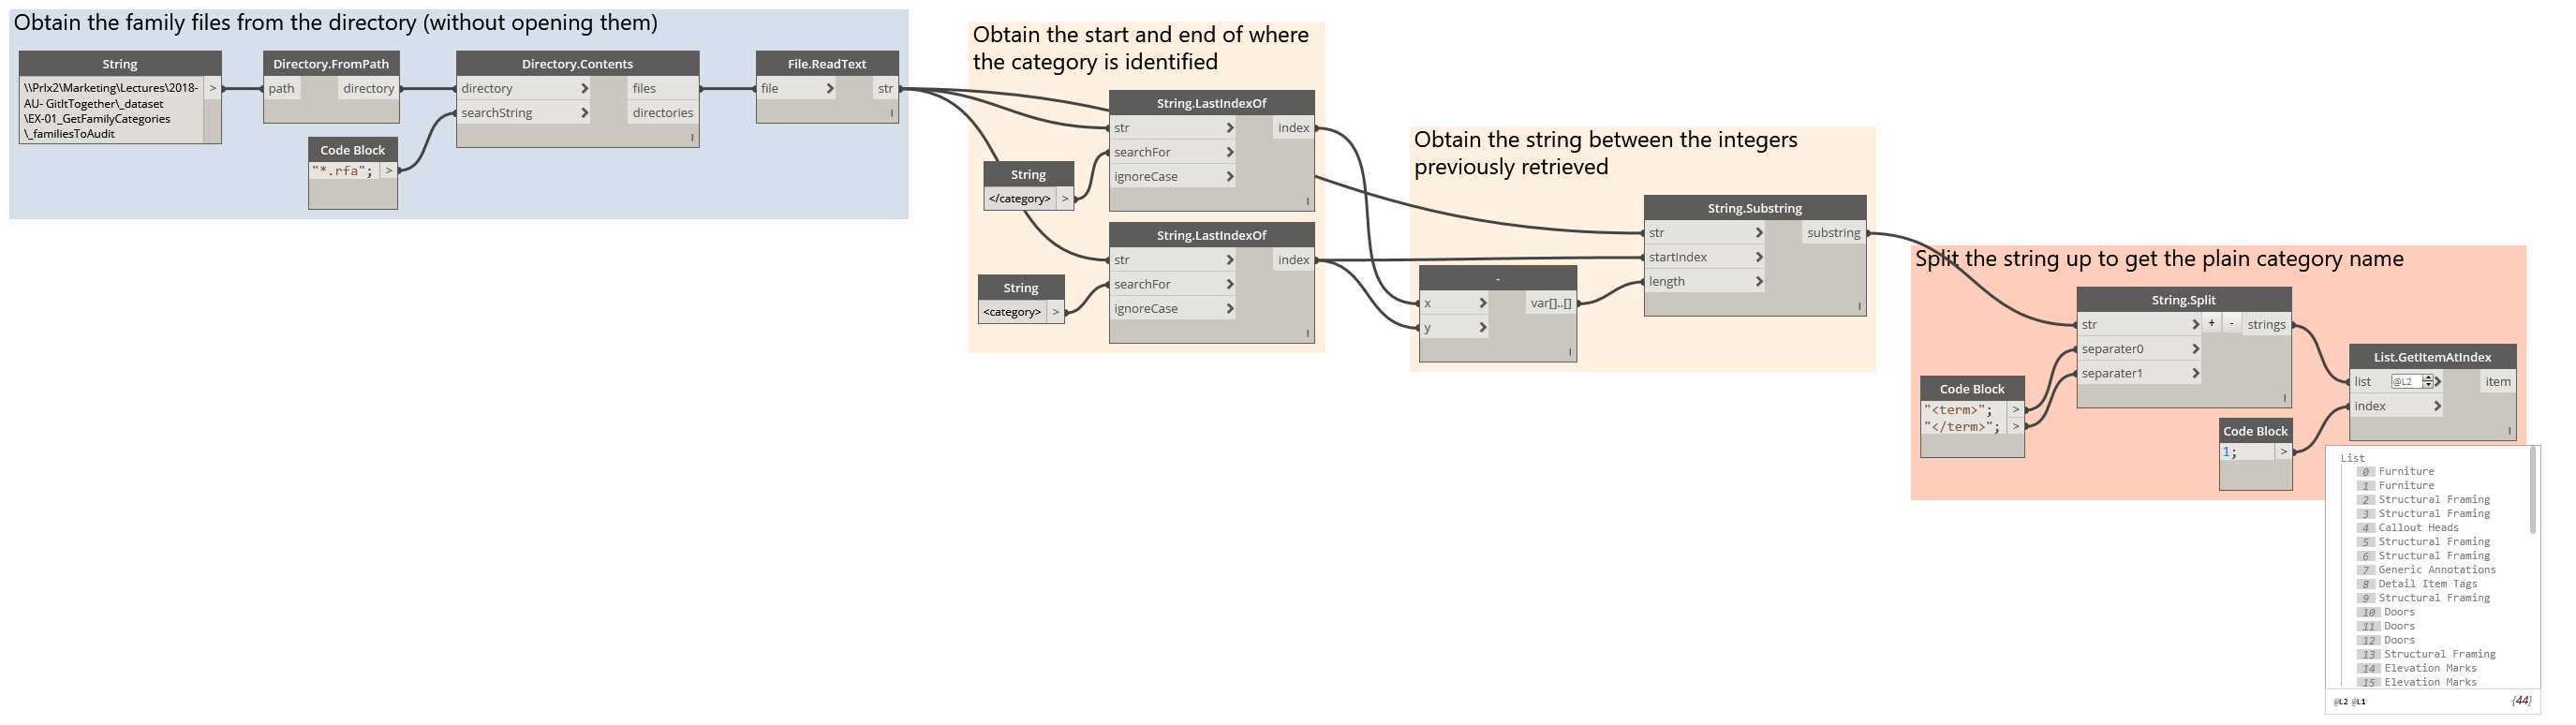 Obtain the family files from the directory (without opening them)
String
\\Prlx2\Marketing\Lectures\2018-
AU- GitItTogether\_dataset
\EX-01_GetFamilyCategories
\_familiesToAudit
>
Directory.FromPath
path directory
Code Block
"*.rfa"; >
Directory.Contents
directory > files
searchString > directories
l
File.ReadText
file > str
l
Obtain the start and end of where
the category is identified
String.LastIndexOf
str > index
searchFor >
ignoreCase >
l
String
</category> >
String.LastIndexOf
str > index
searchFor >
ignoreCase >
l
String
<category> >
Obtain the string between the integers
previously retrieved
-
x > var[]..[]
y >
l
String.Substring
str > substring
startIndex >
length >
l
Split the string up to get the plain category name
String.Split
str > + - strings
separater0 >
separater1 >
l
Code Block
"<term>"; >
"</term>"; >
Code Block
1; >
List.GetItemAtIndex
list @L2 > item
index >
l
List
0 Furniture
1 Furniture
2 Structural Framing
3 Structural Framing
4 Callout Heads
5 Structural Framing
6 Structural Framing
7 Generic Annotations
8 Detail Item Tags
9 Structural Framing
10 Doors
11 Doors
12 Doors
13 Structural Framing
14 Elevation Marks
15 Elevation Marks
@L2 @L1 {44}